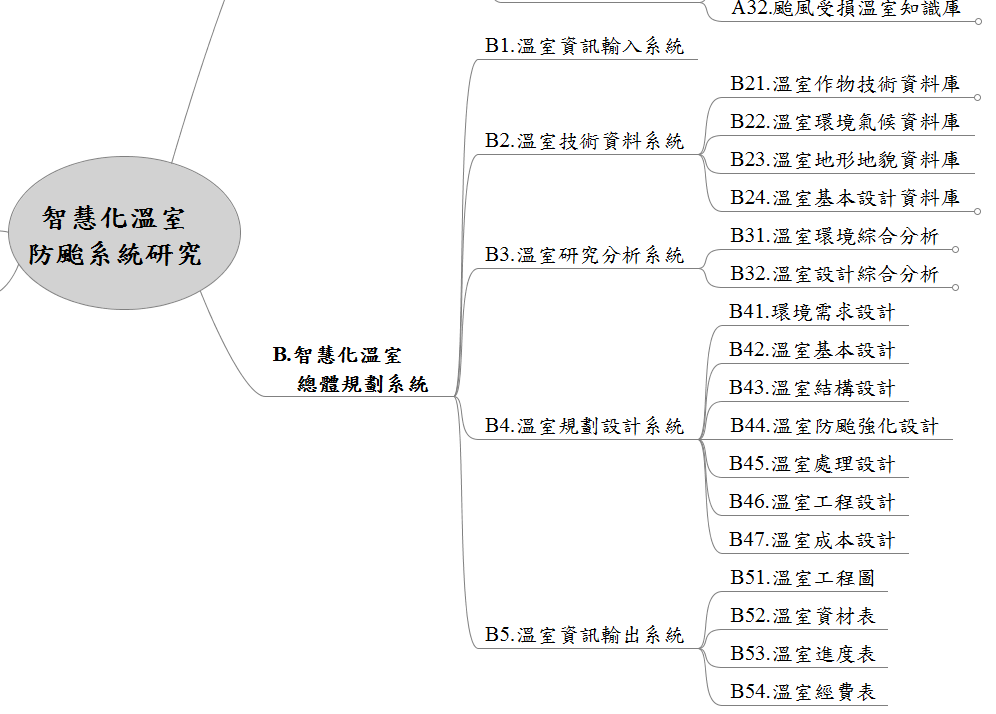 A32.颱風受損溫室知識庫
B1.溫室資訊輸入系統
B21.溫室作物技術資料庫
B22.溫室環境氣候資料庫
B2.溫室技術資料系統
B23.溫室地形地貌資料庫
B24.溫室基本設計資料庫
智慧化溫室
防颱系統研究
B31.溫室環境綜合分析
B3.溫室研究分析系統
B32.溫室設計綜合分析
B41.環境需求設計
B42.溫室基本設計
B.智慧化溫室
總體規劃系統
B43.溫室結構設計
B4.溫室規劃設計系統
B44.溫室防颱強化設計
B45.溫室處理設計
B46.溫室工程設計
B47.溫室成本設計
B51.溫室工程圖
B52.溫室資材表
B5.溫室資訊輸出系統
B53.溫室進度表
B54.溫室經費表